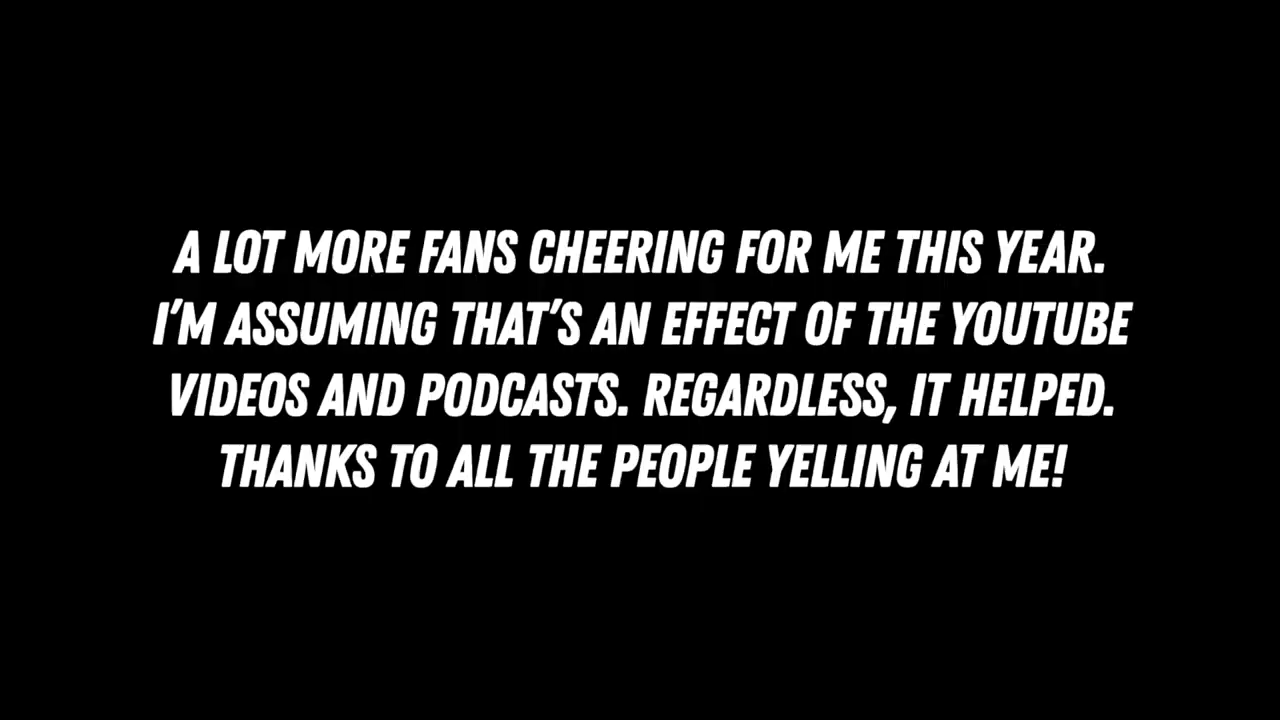 A LOT MORE FANS CHEERING FOR ME THIS YEAR.
I'M ASSUMING THAT'S AN EFFECT OF THE YOUTUBE
VIDEOS AND PODCASTS. REGARDLESS, IT HELPED.
THANKS TO ALL THE PEOPLE YELLING AT ME!